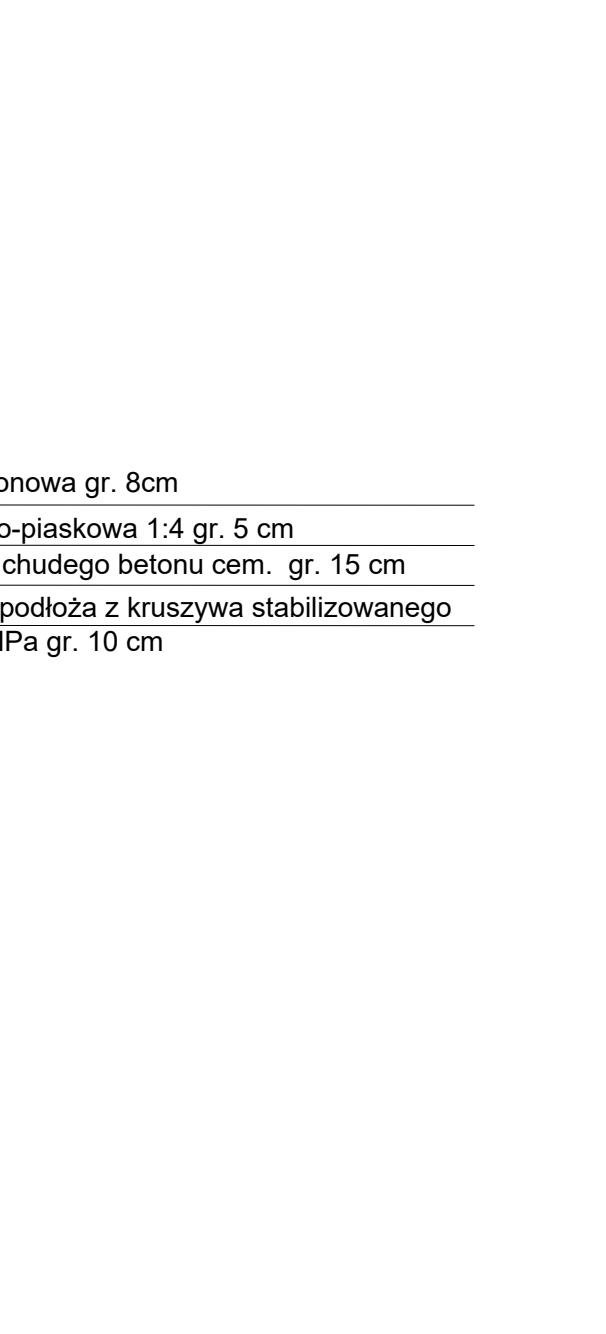 onowa gr. 8cm
o-piaskowa 1:4 gr. 5 cm
chudego betonu cem.  gr. 15 cm
podłoża z kruszywa stabilizowanego
Pa gr. 10 cm